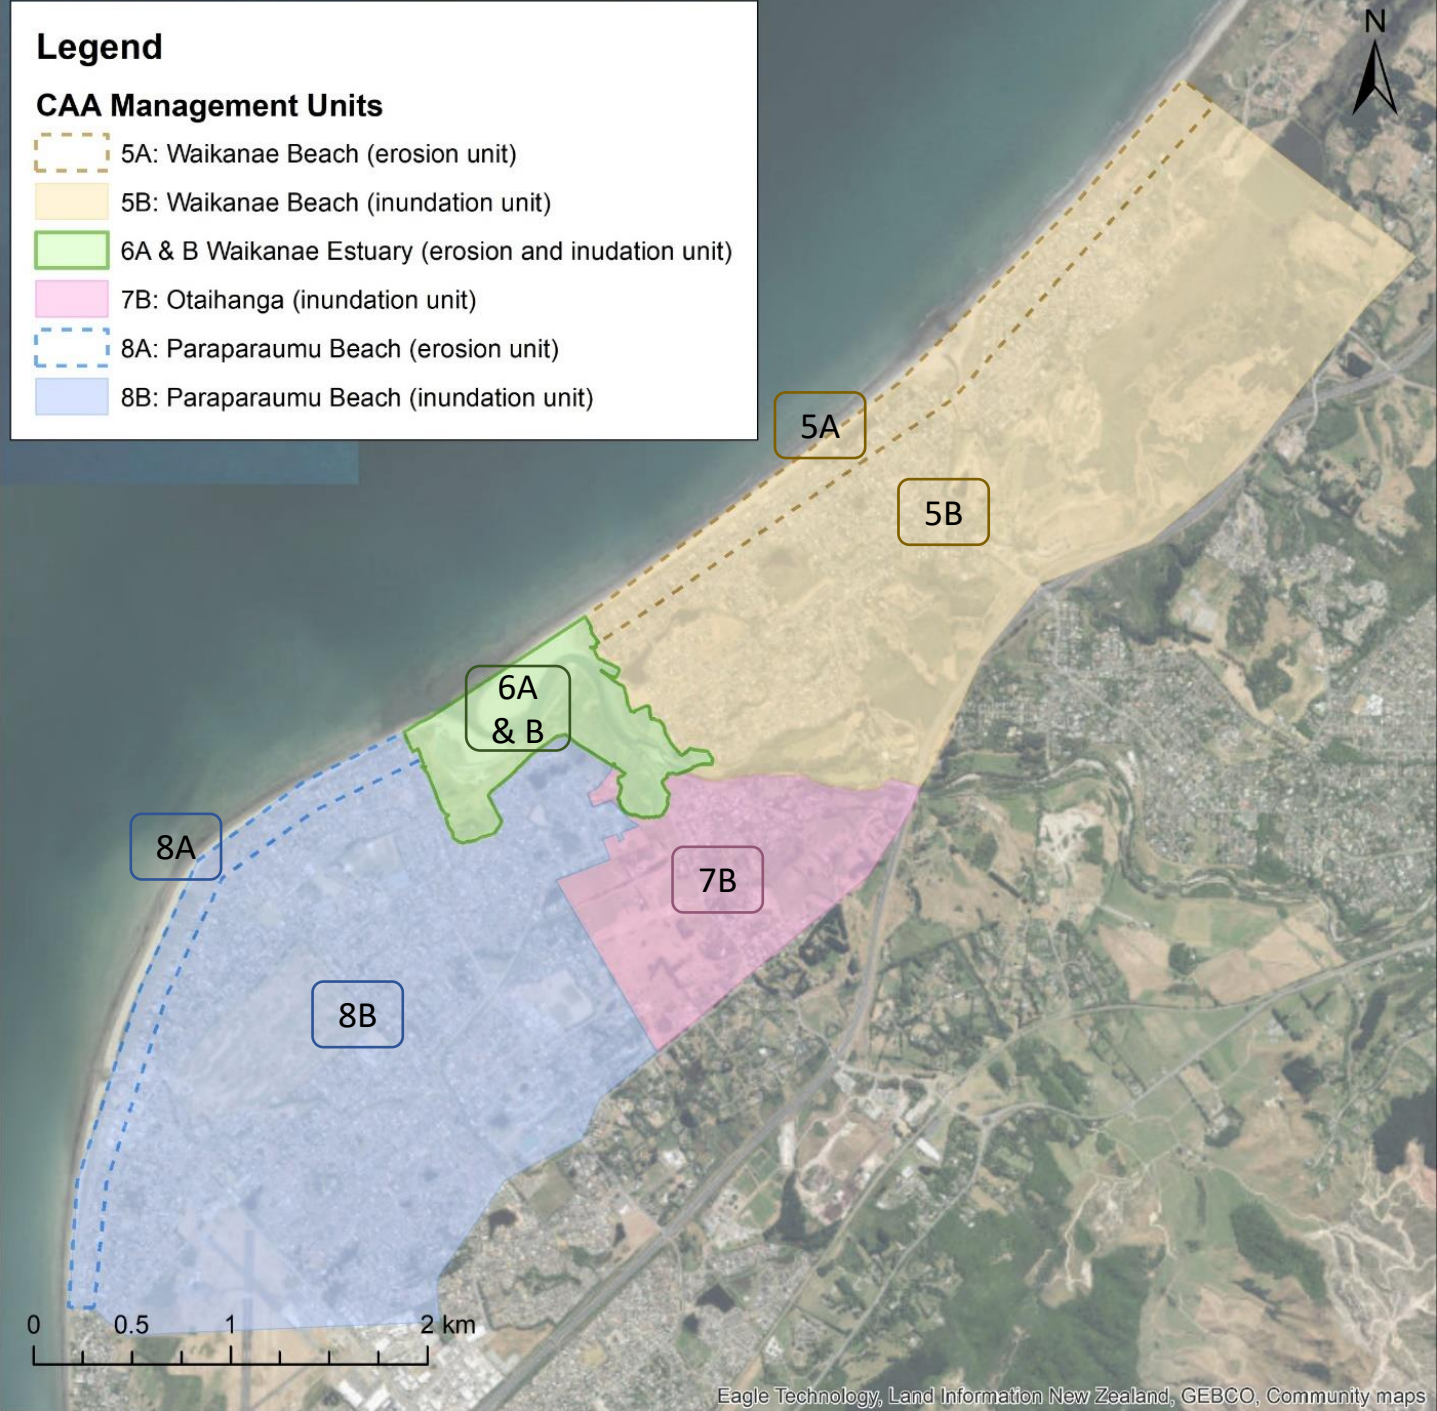 Legend
CAA Management Units
5A: Waikanae Beach (erosion unit)
5B: Waikanae Beach (inundation unit)
6A & B Waikanae Estuary (erosion and inudation unit)
7B: Otaihanga (inundation unit)
8A: Paraparaumu Beach (erosion unit)
8B: Paraparaumu Beach (inundation unit)
N
5A
5B
6A
& B
8A
7B
8B
0 0.5 1 2 km
Eagle Technology, Land Information New Zealand, GEBCO, Community maps